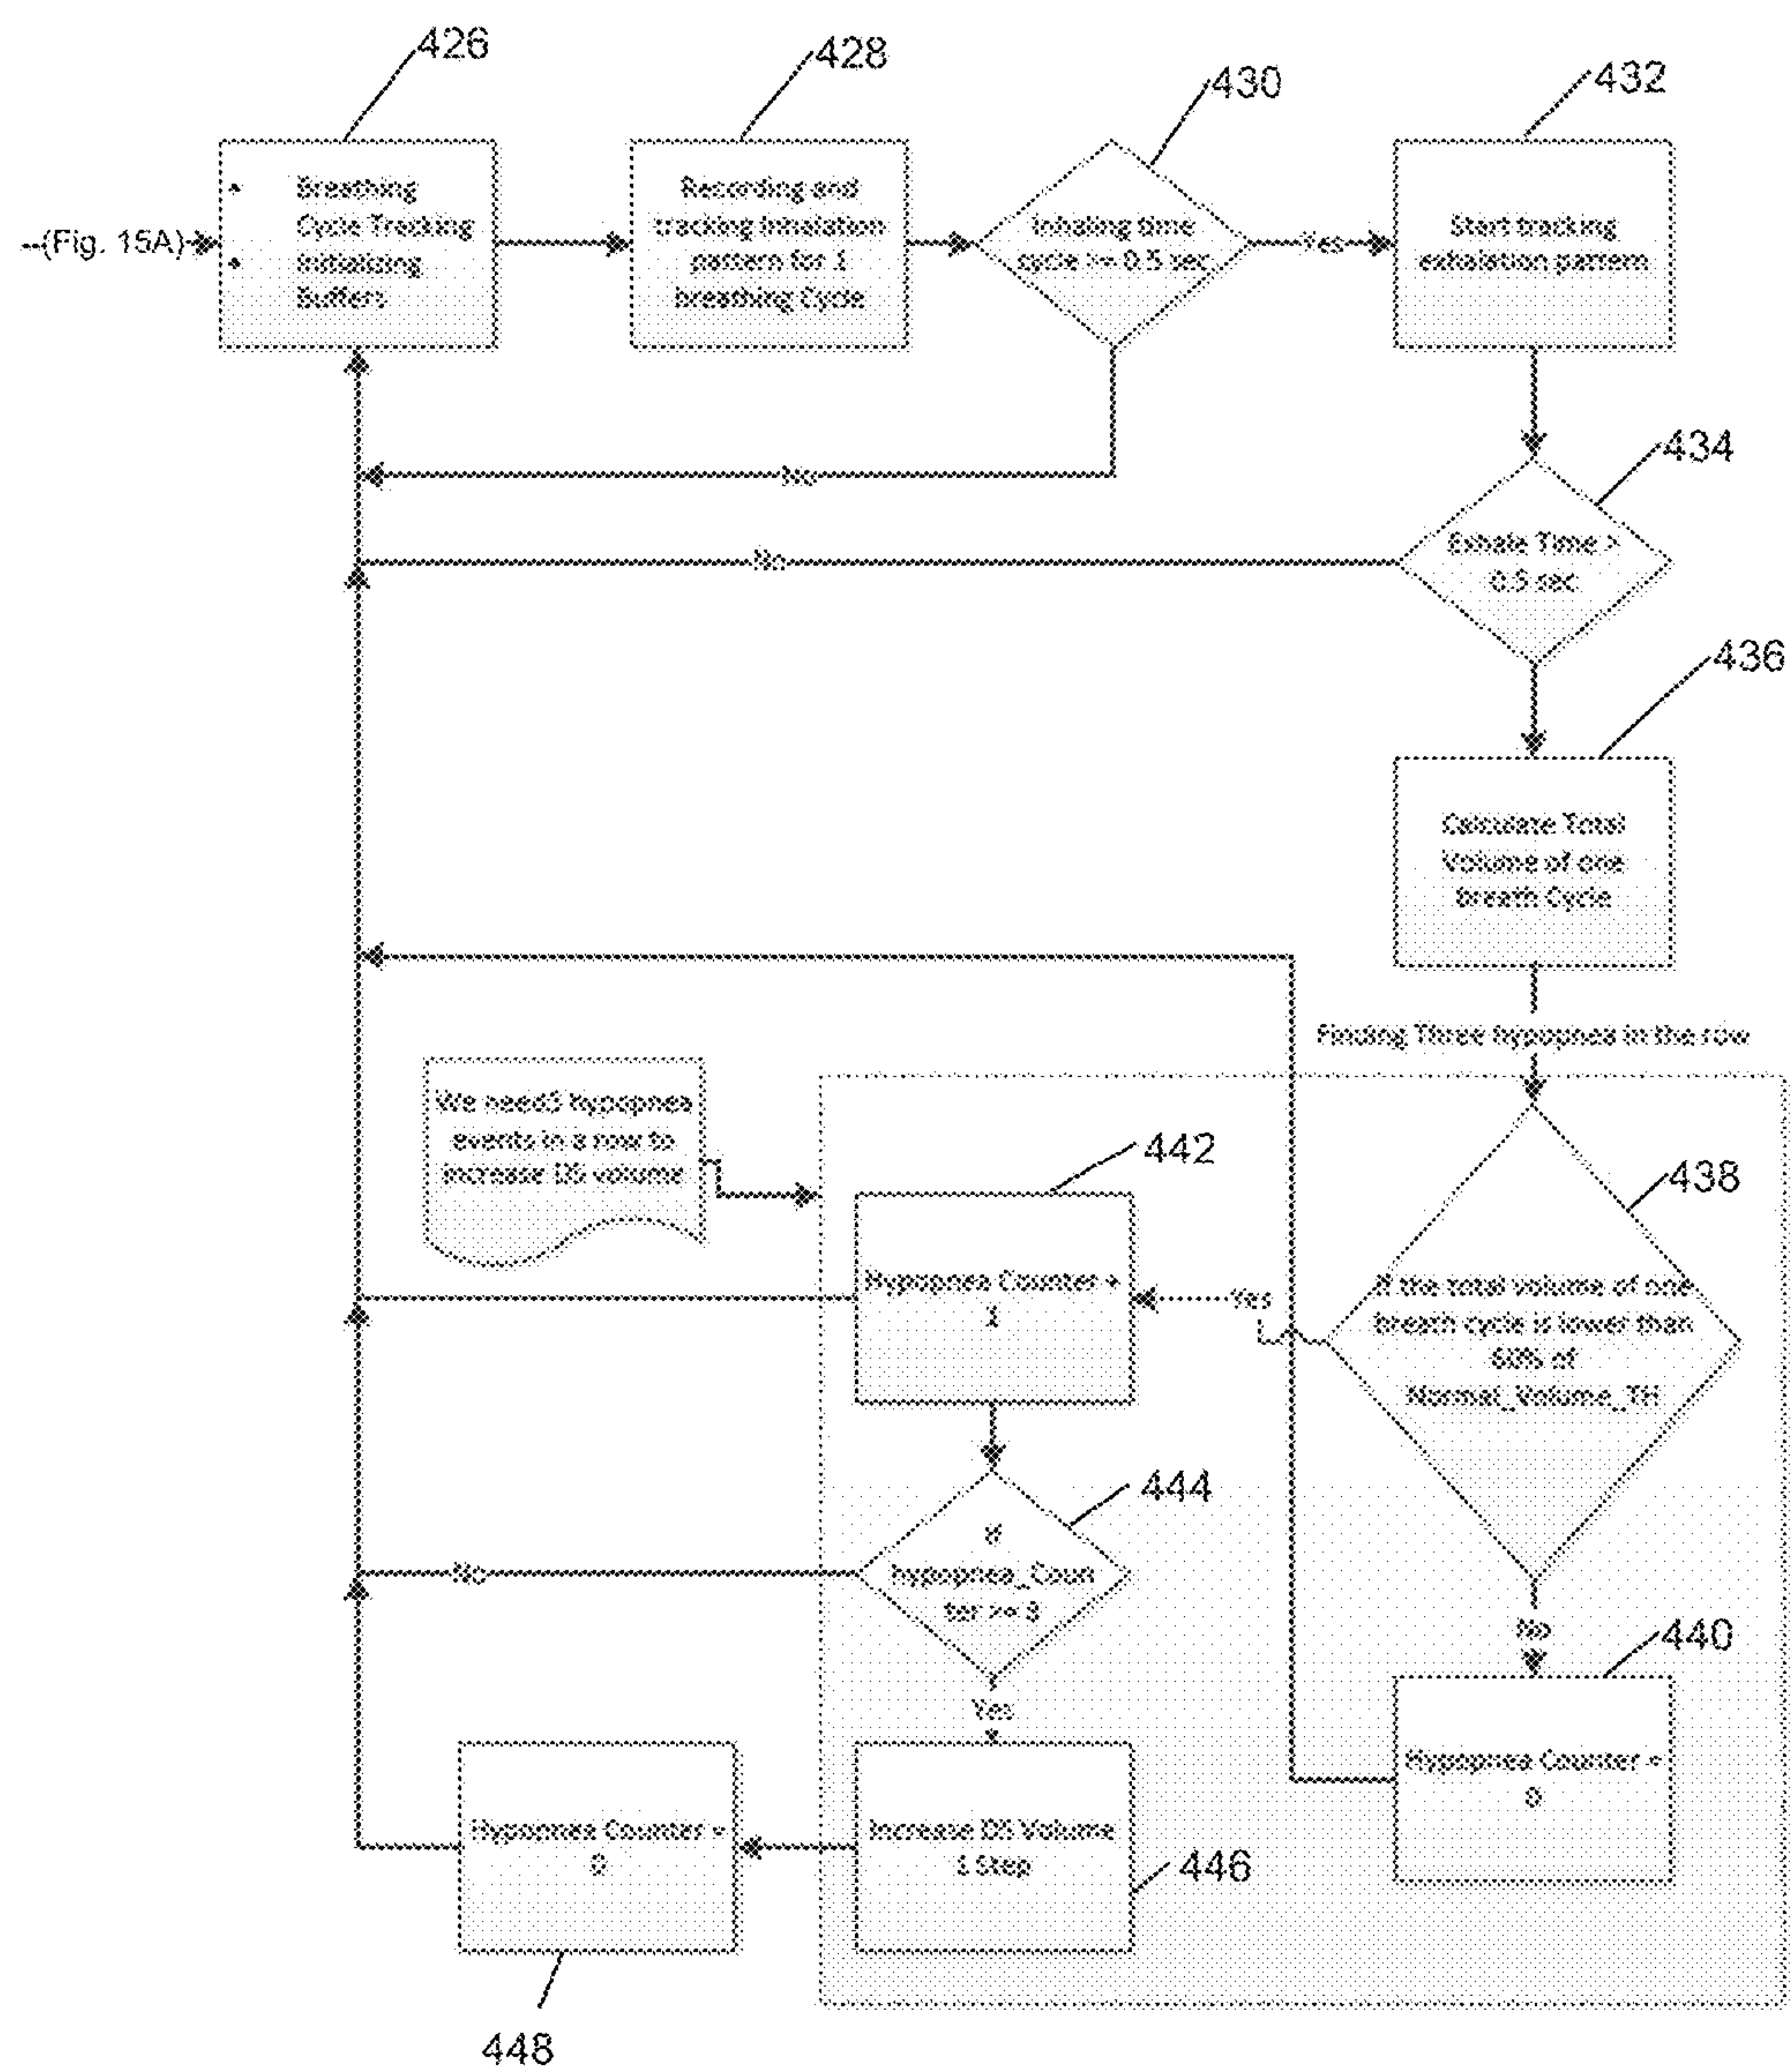 426
428
430
432
--(Fig. 15A)
• Breathing
Cycle Tracking
• Initializing
Buffers
Recording and
tracking Inhalation
pattern for 1
breathing Cycle
Inhaling time
cycle >= 0.5 sec
Yes
Start tracking
exhalation pattern
No
434
Exhale Time >
0.5 sec
No
436
Calculate Total
Volume of one
breath Cycle
Finding Three hypopnea in the row
We need3 hypopnea
events in a row to
increase DS volume
442
438
Hypopnea Counter +
1
Yes
If the total volume of one
breath cycle is lower than
60% of
Normal_Volume_TH
444
If
hypopnea_Coun
ter >= 3
No
Yes
No
440
Hypopnea Counter =
0
Increase DS Volume
1 Step
446
Hypopnea Counter =
0
448